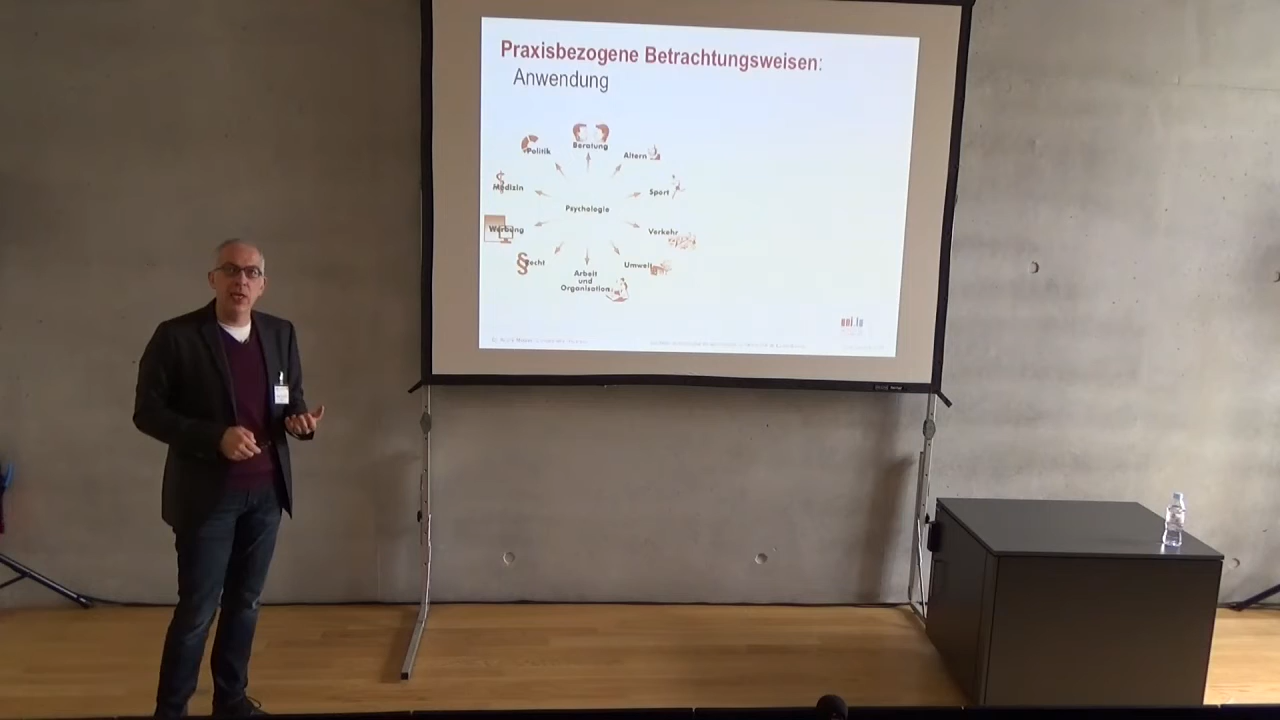 Praxisbezogene Betrachtungsweisen:
Anwendung
Beratung
Politik
Altern
Medizin
Sport
Psychologie
Werbung
Verkehr
Recht
Umwelt
Arbeit
und
Organisation
uni.lu